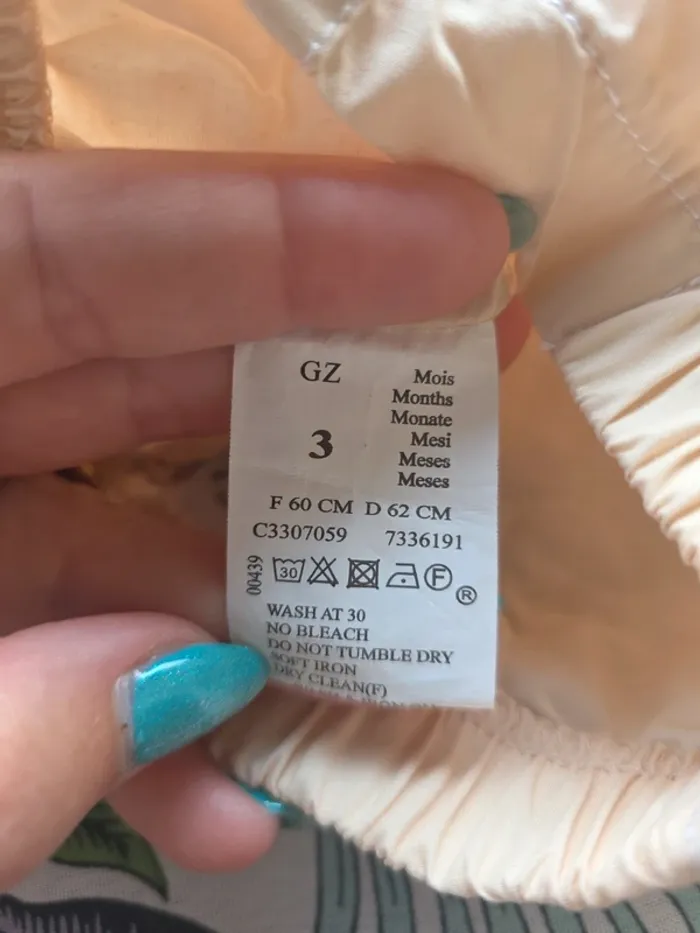 GZ
3
Mois
Months
Monate
Mesi
Meses
Meses
F 60 CM D 62 CM
C3307059 7336191
00439
30
F
®
WASH AT 30
NO BLEACH
DO NOT TUMBLE DRY
SOFT IRON
DRY CLEAN(F)